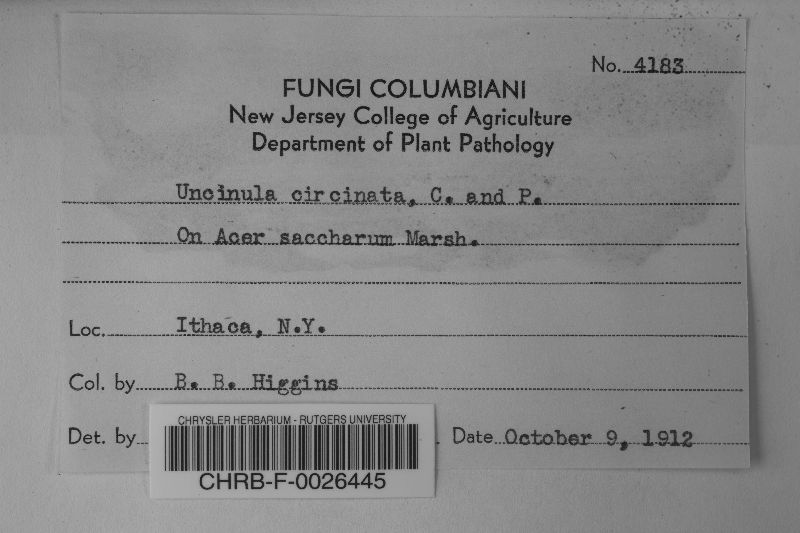 No. 4183
FUNGI COLUMBIANI
New Jersey College of Agriculture
Department of Plant Pathology
Uncinula circinata, C. and P.
On Acer saccharum Marsh.
Loc. Ithaca, N.Y.
Col. by B. B. Higgins
Det. by Date October 9, 1912
CHRYSLER HERBARIUM - RUTGERS UNIVERSITY
CHRB-F-0026445